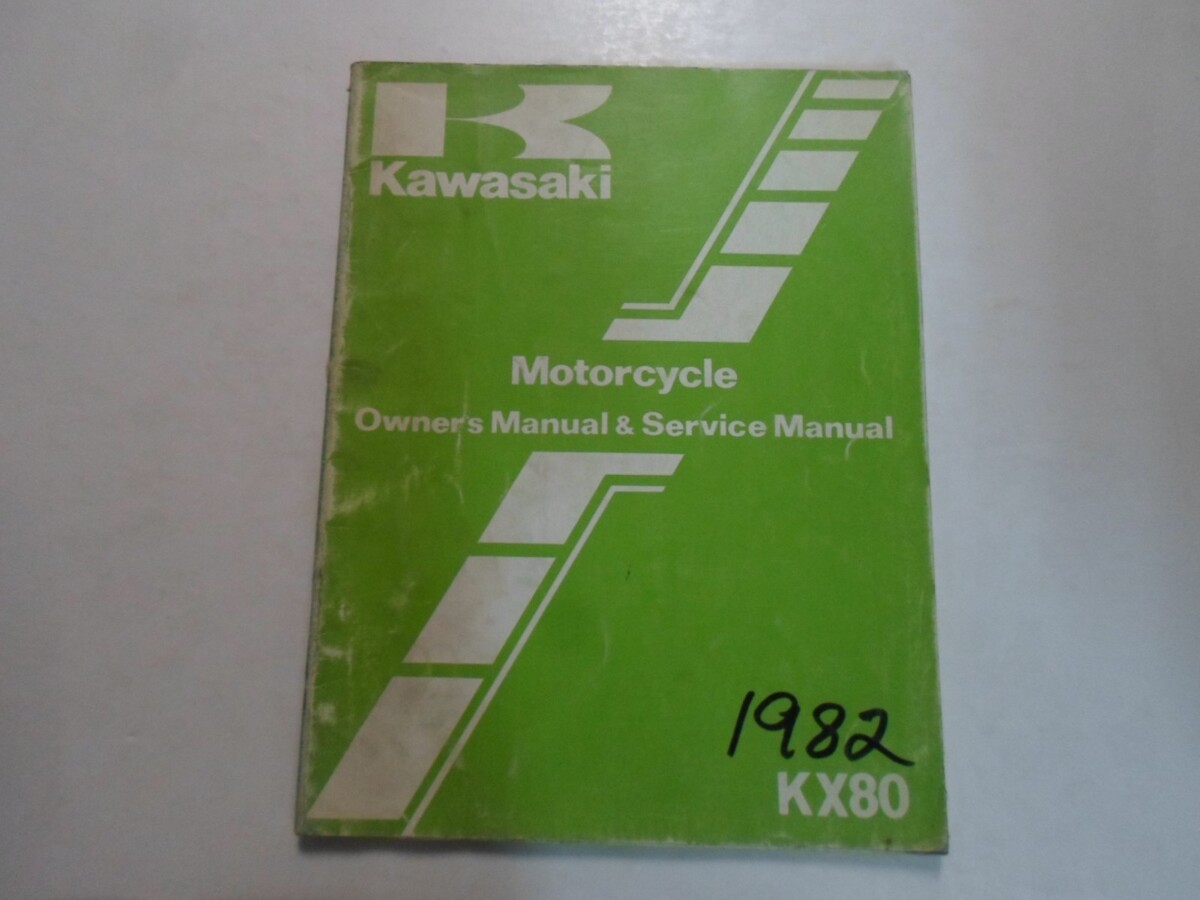 K
Kawasaki
Motorcycle
Owners Manual & Service Manual
1982
KX80